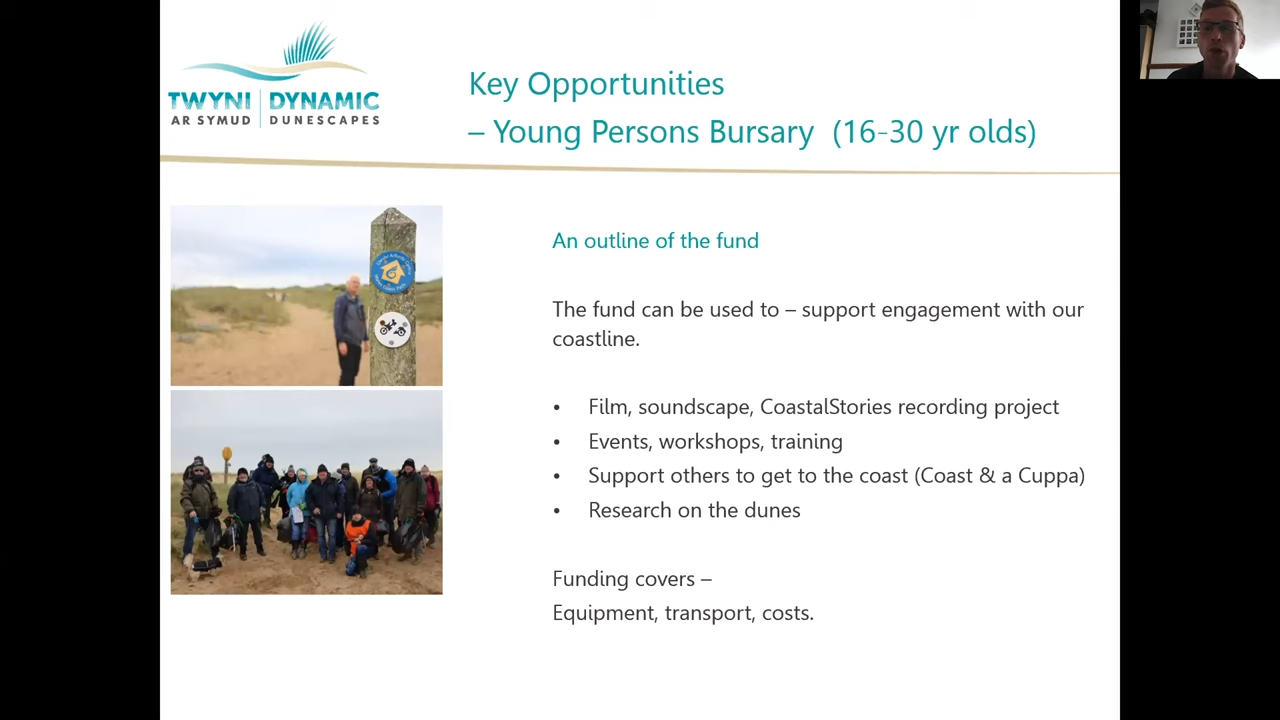 TWYNI DYNAMIC
AR SYMUD DUNESCAPES
Key Opportunities
– Young Persons Bursary (16-30 yr olds)
An outline of the fund
The fund can be used to – support engagement with our
coastline.
• Film, soundscape, CoastalStories recording project
• Events, workshops, training
• Support others to get to the coast (Coast & a Cuppa)
• Research on the dunes
Funding covers –
Equipment, transport, costs.